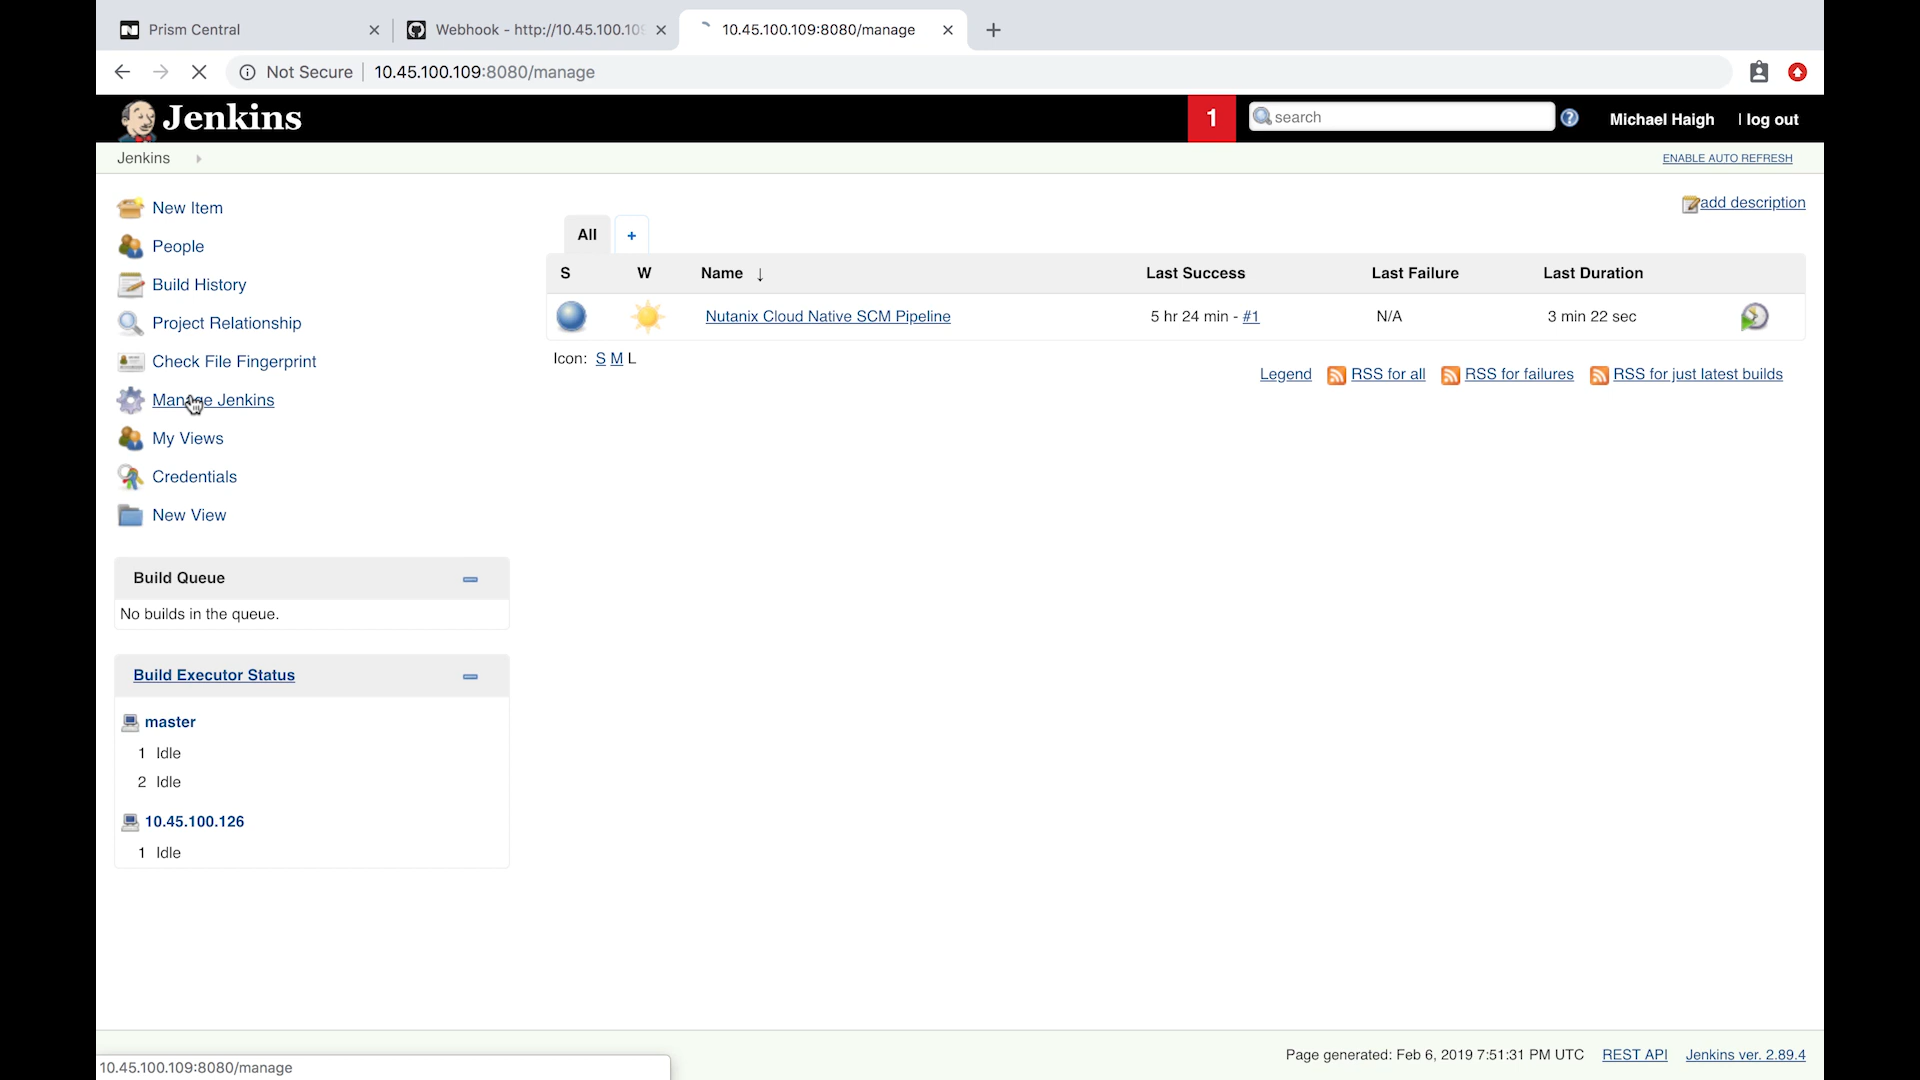 Prism Central
Webhook - http://10.45.100.109
10.45.100.109:8080/manage
Not Secure
10.45.100.109:8080/manage
Jenkins
1
search
Michael Haigh
| log out
Jenkins
ENABLE AUTO REFRESH
New Item
People
Build History
Project Relationship
Check File Fingerprint
Manage Jenkins
My Views
Credentials
New View
add description
All +
S W Name ↓ Last Success Last Failure Last Duration
Nutanix Cloud Native SCM Pipeline 5 hr 24 min - #1 N/A 3 min 22 sec
Icon: S M L
Legend RSS for all RSS for failures RSS for just latest builds
Build Queue
No builds in the queue.
Build Executor Status
master
1 Idle
2 Idle
10.45.100.126
1 Idle
Page generated: Feb 6, 2019 7:51:31 PM UTC REST API Jenkins ver. 2.89.4
10.45.100.109:8080/manage